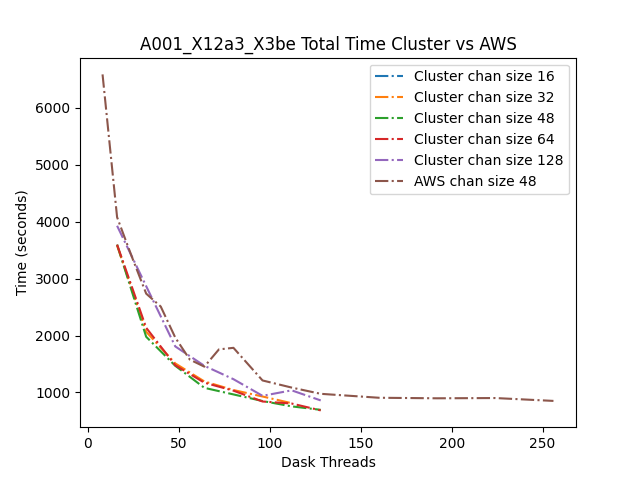 A001_X12a3_X3be Total Time Cluster vs AWS
Cluster chan size 16
Cluster chan size 32
Cluster chan size 48
Cluster chan size 64
Cluster chan size 128
AWS chan size 48
Time (seconds)
6000
5000
4000
3000
2000
1000
0 50 100 150 200 250
Dask Threads